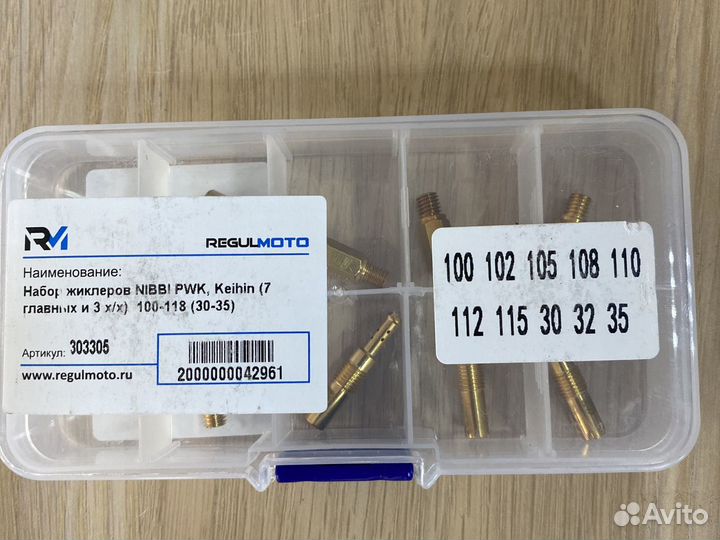 RM
REGULMOTO
Наименование:
Набор жиклеров NIBBI PWK, Keihin (7
главных и 3 х/х) 100-118 (30-35)
Артикул: 303305
www.regulmoto.ru
2000000042961
100 102 105 108 110
112 115 30 32 35
Avito